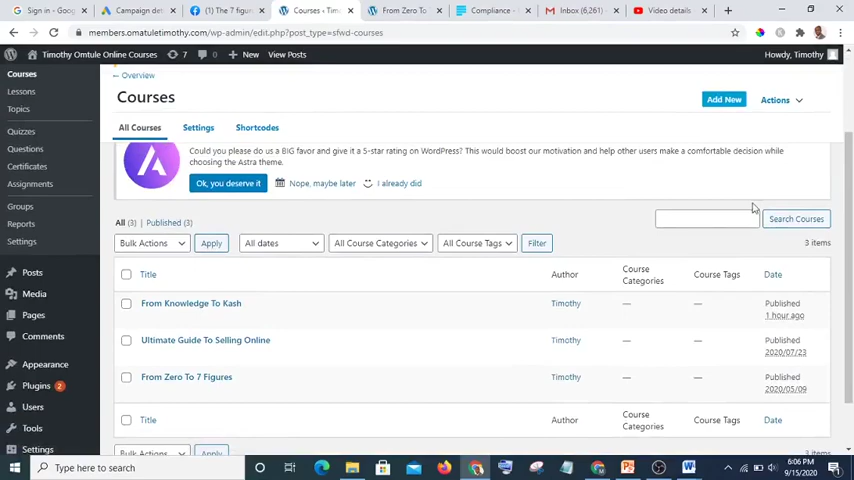 Sign in - Goog
Campaign det
(1) The 7 figur
Courses ‹ Timo
From Zero To
Compliance -
Inbox (6,261)
Video details
members.omatuletimothy.com/wp-admin/edit.php?post_type=sfwd-courses
Timothy Omtule Online Courses 7 0 New View Posts Howdy, Timothy
Courses
Lessons
Topics
Quizzes
Questions
Certificates
Assignments
Groups
Reports
Settings
Posts
Media
Pages
Comments
Appearance
Plugins 2
Users
Tools
Settings
← Overview
Courses
Add New Actions
All Courses Settings Shortcodes
Could you please do us a BIG favor and give it a 5-star rating on WordPress? This would boost our motivation and help other users make a comfortable decision while
choosing the Astra theme.
Ok, you deserve it Nope, maybe later I already did
All (3) | Published (3)
Search Courses
Bulk Actions Apply All dates All Course Categories All Course Tags Filter
3 items
Title Author Course Categories Course Tags Date
From Knowledge To Kash Timothy — — Published
1 hour ago
Ultimate Guide To Selling Online Timothy — — Published
2020/07/23
From Zero To 7 Figures Timothy — — Published
2020/05/09
Title Author Course Categories Course Tags Date
Bulk Actions Apply 3 items
Type here to search
6:06 PM
9/15/2020